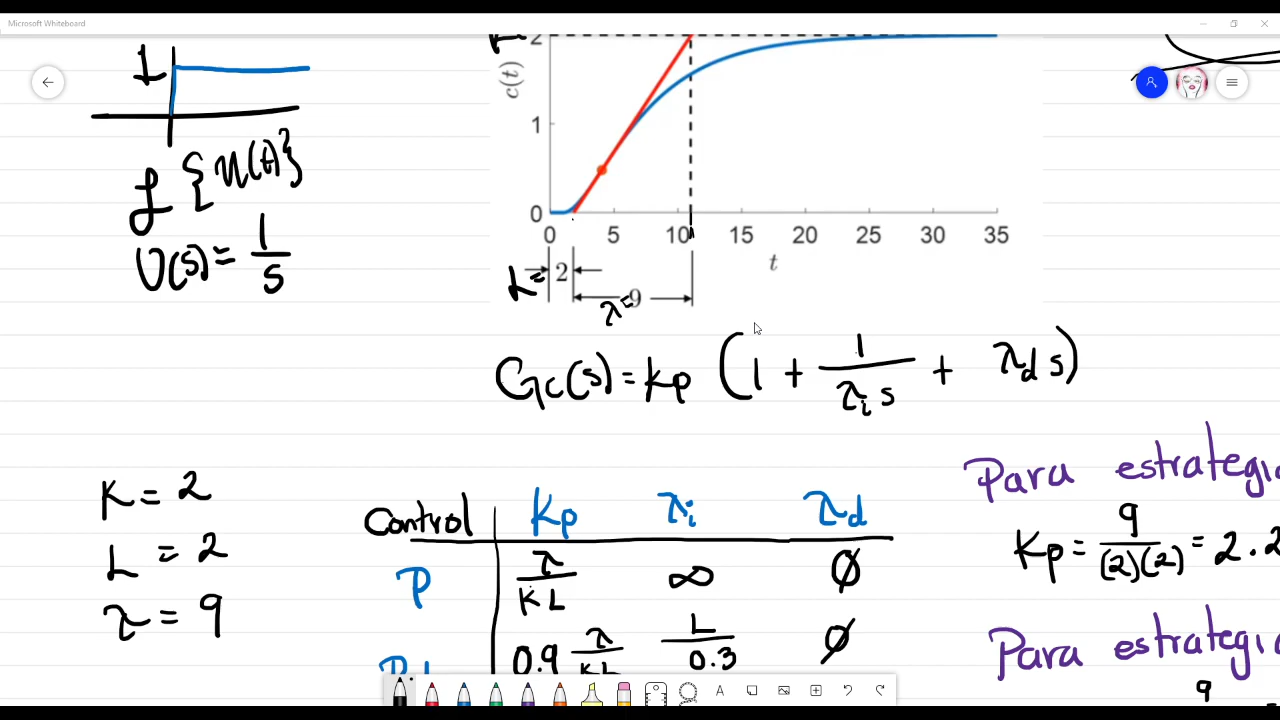 Microsoft Whiteboard
1
ℒ {u(t)}
U(s) = 1/s
c(t)
2
1
0
0 5 10 15 20 25 30 35
t
L = 2
τ = 9
Gc(s) = kp (1 + 1/(τi s) + τd s)
K = 2
L = 2
τ = 9
Control Kp τi τd
P τ/(KL) ∞ Ø
0.9 τ/(KL) L/0.3 Ø
Para
Kp = 9/((2)(2)) = 2.2
Para
9
A